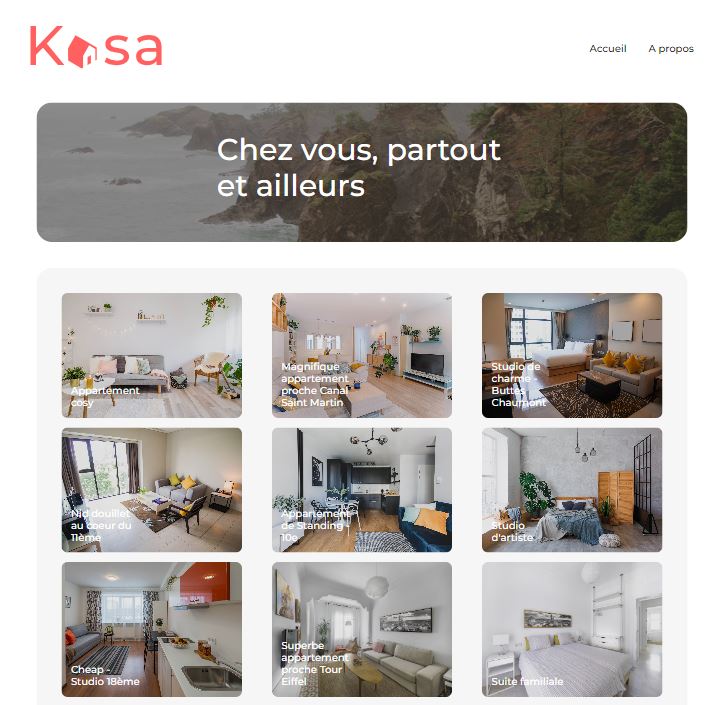 Kasa
Accueil
A propos
Chez vous, partout
et ailleurs
Appartement
cosy
Magnifique
appartement
proche Canal
Saint Martin
Studio de
charme -
Buttes
Chaumont
Nid douillet
au coeur du
11ème
Appartement
de Standing -
10e
Studio
d'artiste
Cheap -
Studio 18ème
Superbe
appartement
proche Tour
Eiffel
Suite familiale